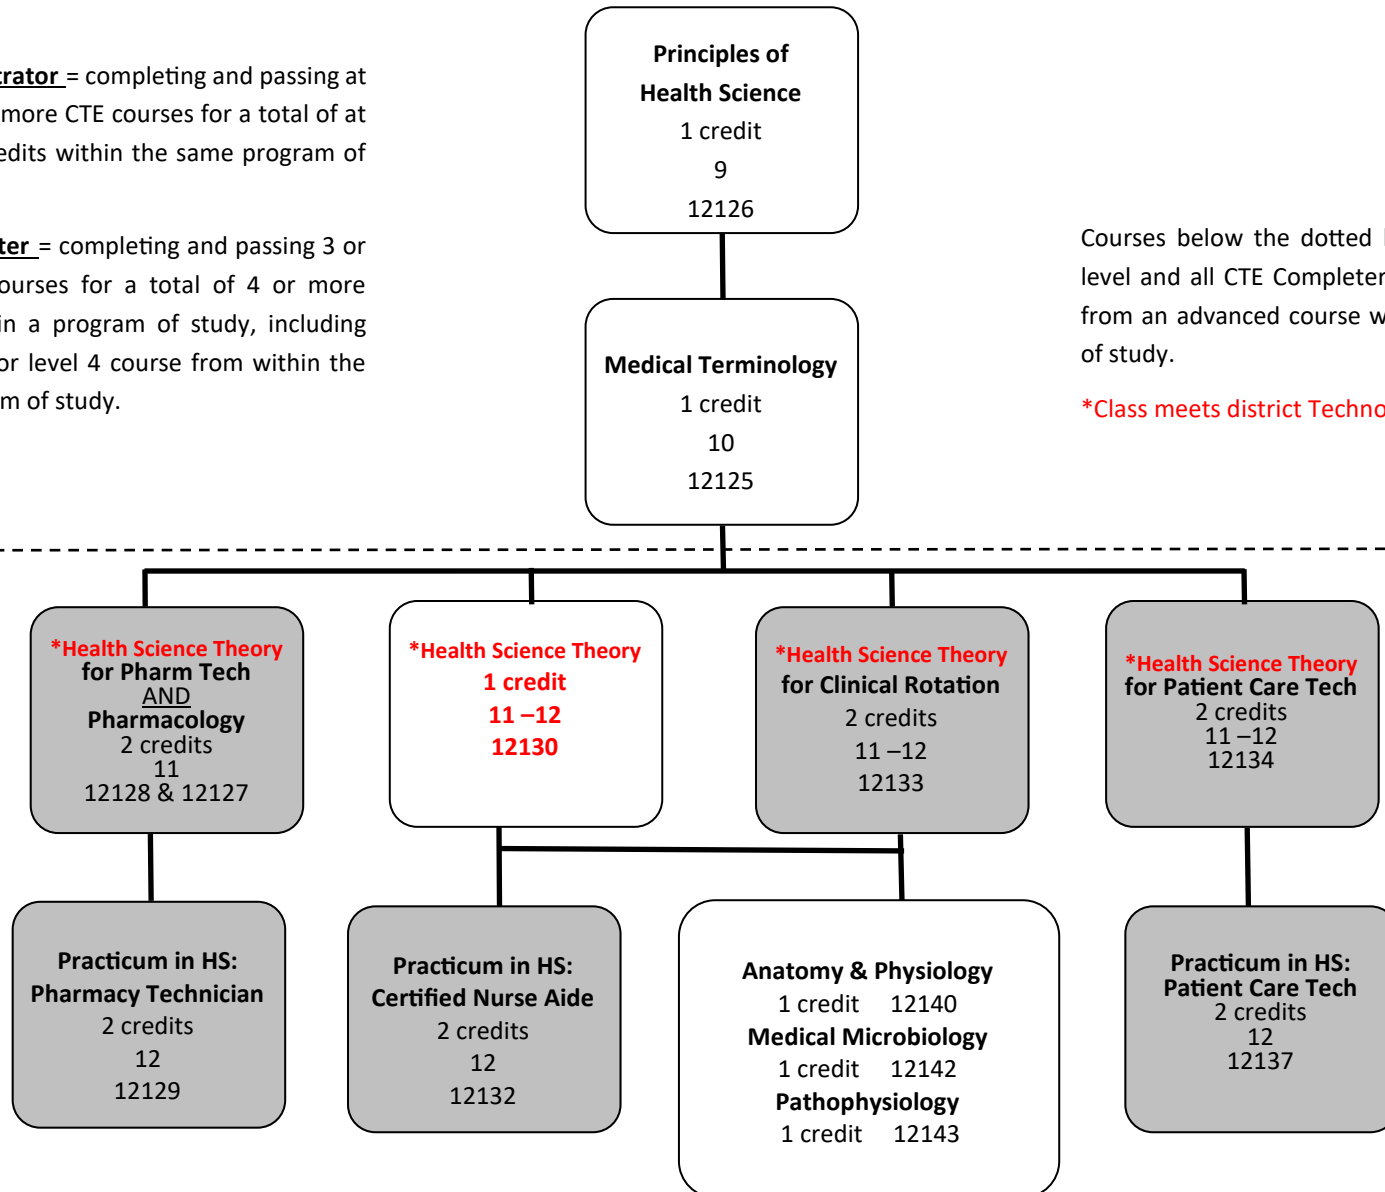 Principles of
Health Science
1 credit
9
12126
trator = completing and passing at
more CTE courses for a total of at
edits within the same program of
ter = completing and passing 3 or
ourses for a total of 4 or more
in a program of study, including
or level 4 course from within the
m of study.
Courses below the dotted
level and all CTE Completer
from an advanced course w
of study.
*Class meets district Techno
Medical Terminology
1 credit
10
12125
*Health Science Theory
for Pharm Tech
AND
Pharmacology
2 credits
11
12128 & 12127
*Health Science Theory
1 credit
11 –12
12130
*Health Science Theory
for Clinical Rotation
2 credits
11 –12
12133
*Health Science Theory
for Patient Care Tech
2 credits
11 –12
12134
Practicum in HS:
Pharmacy Technician
2 credits
12
12129
Practicum in HS:
Certified Nurse Aide
2 credits
12
12132
Anatomy & Physiology
1 credit 12140
Medical Microbiology
1 credit 12142
Pathophysiology
1 credit 12143
Practicum in HS:
Patient Care Tech
2 credits
12
12137